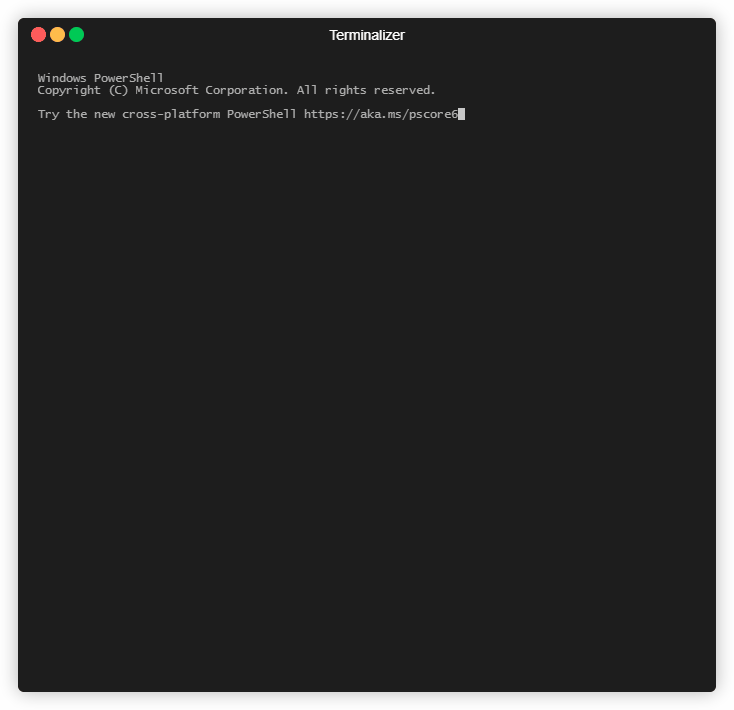 Terminalizer
Windows PowerShell
Copyright (C) Microsoft Corporation. All rights reserved.
Try the new cross-platform PowerShell https://aka.ms/pscore6